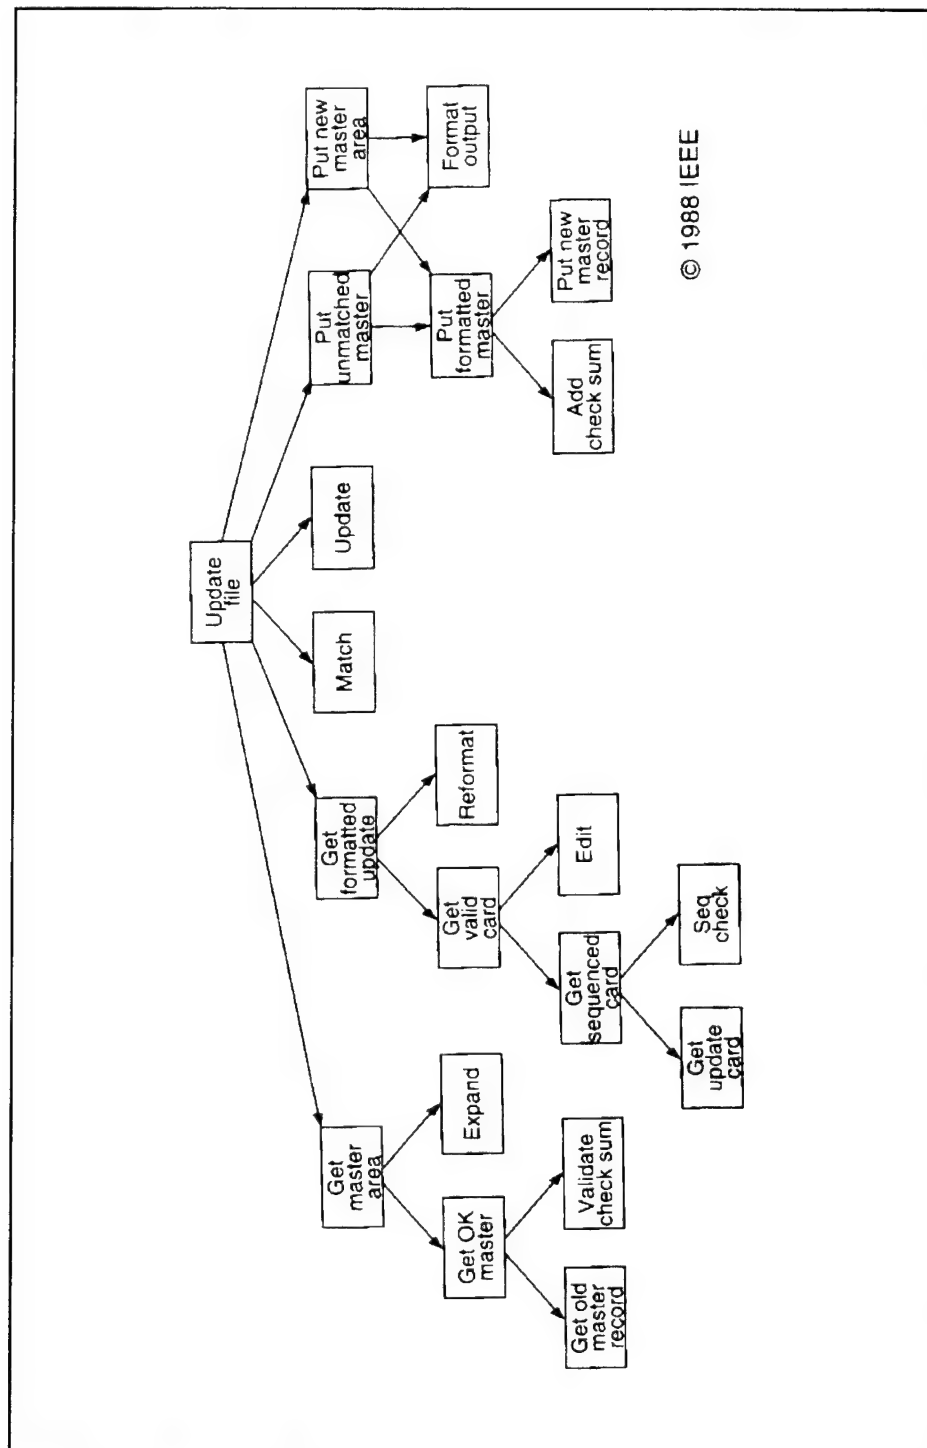 Update
file
Get
master
area
Get
formatted
update
Match
Update
Put
unmatched
master
Put new
master
area
Get OK
master
Expand
Get
valid
card
Reformat
Put
formatted
master
Format
output
Get old
master
record
Validate
check sum
Get
sequenced
card
Edit
Add
check sum
Put new
master
record
Get
update
card
Seq
check
© 1988 IEEE